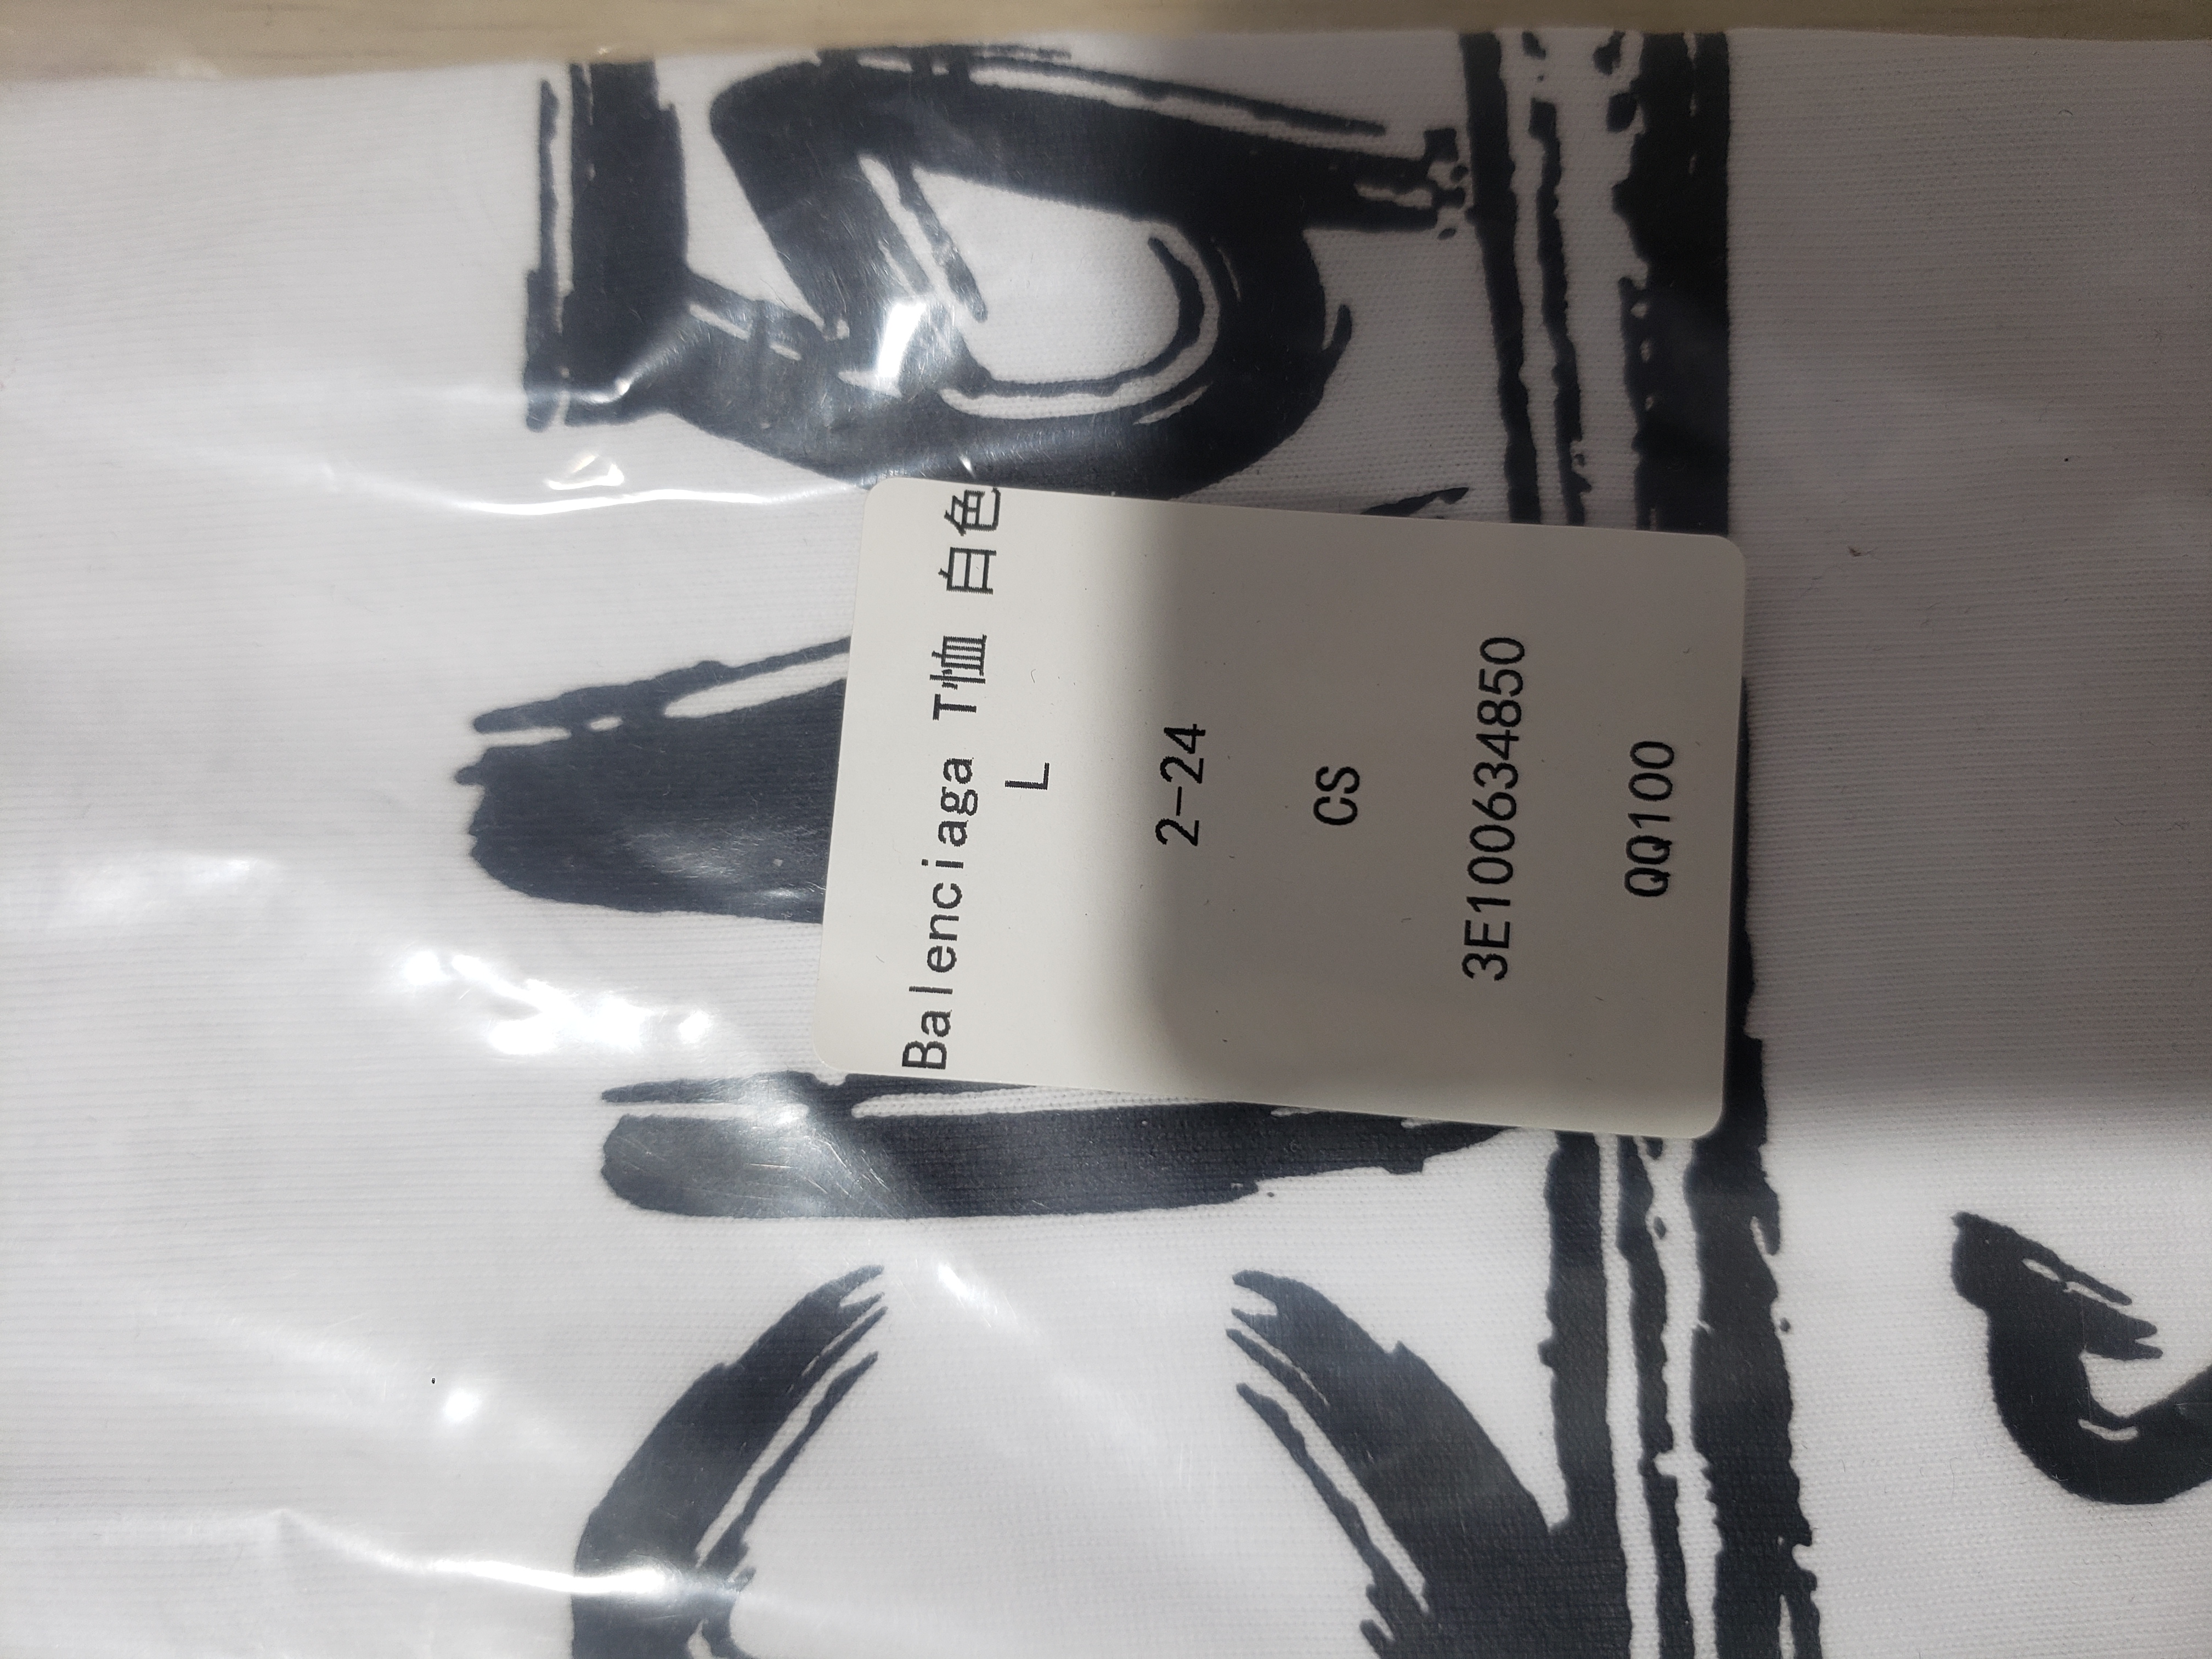 Balenciaga T恤 白色
L
2-24
CS
3E100634850
QQ100